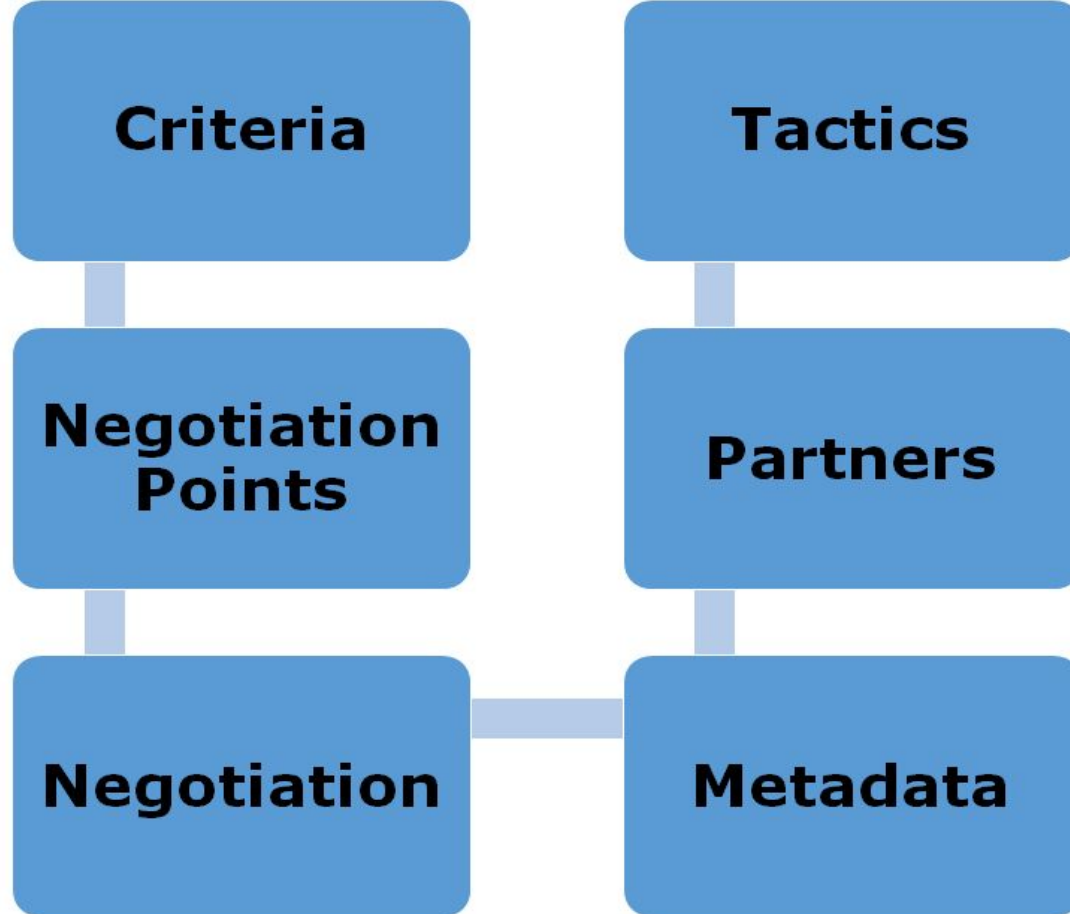 Criteria
Negotiation
Points
Negotiation
Metadata
Partners
Tactics